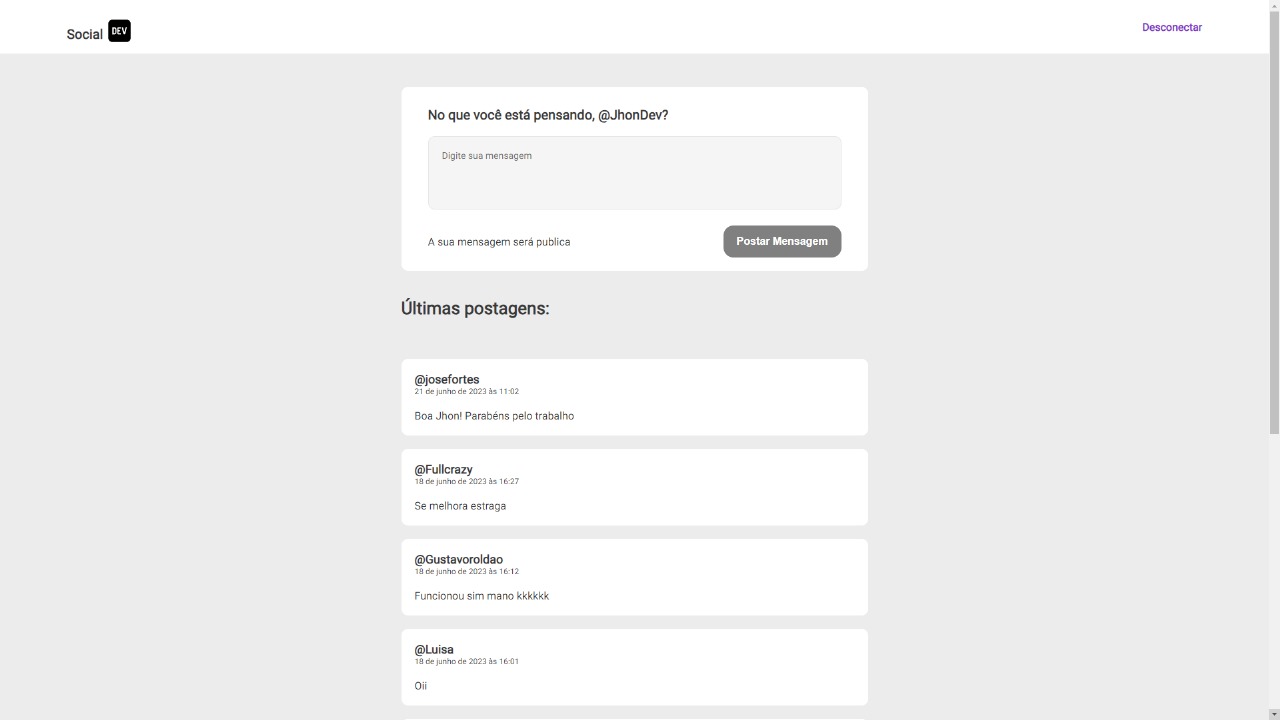 Social DEV
Desconectar
No que você está pensando, @JhonDev?
Digite sua mensagem
A sua mensagem será publica
Postar Mensagem
Últimas postagens:
@josefortes
21 de junho de 2023 às 11:02
Boa Jhon! Parabéns pelo trabalho
@Fullcrazy
18 de junho de 2023 às 16:27
Se melhora estraga
@Gustavoroldao
18 de junho de 2023 às 16:12
Funcionou sim mano kkkkkk
@Luisa
18 de junho de 2023 às 16:01
Oii